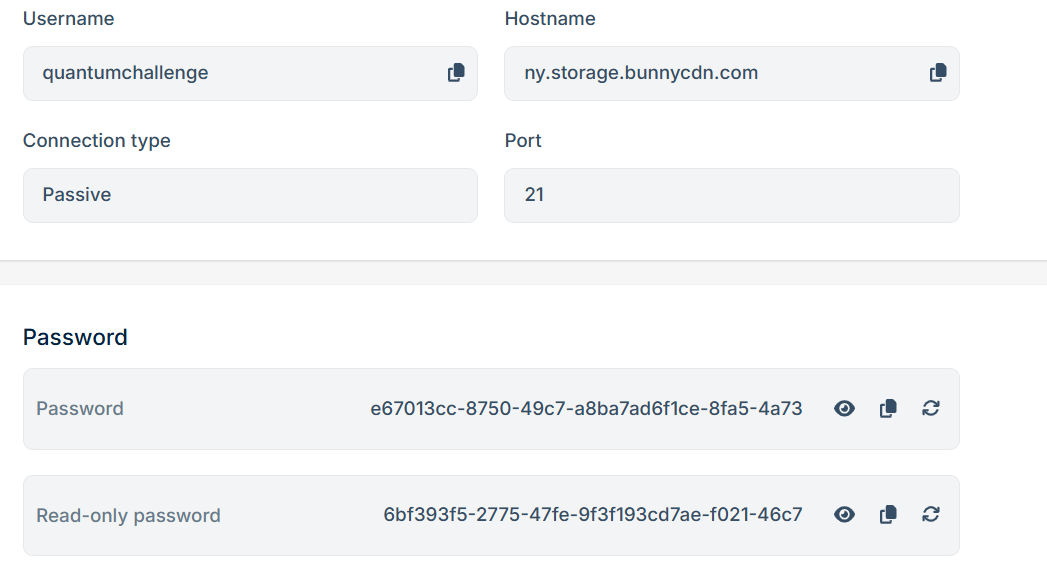 Username
Hostname
quantumchallenge
ny.storage.bunnycdn.com
Connection type
Port
Passive
21
Password
Password e67013cc-8750-49c7-a8ba7ad6f1ce-8fa5-4a73
Read-only password 6bf393f5-2775-47fe-9f3f193cd7ae-f021-46c7